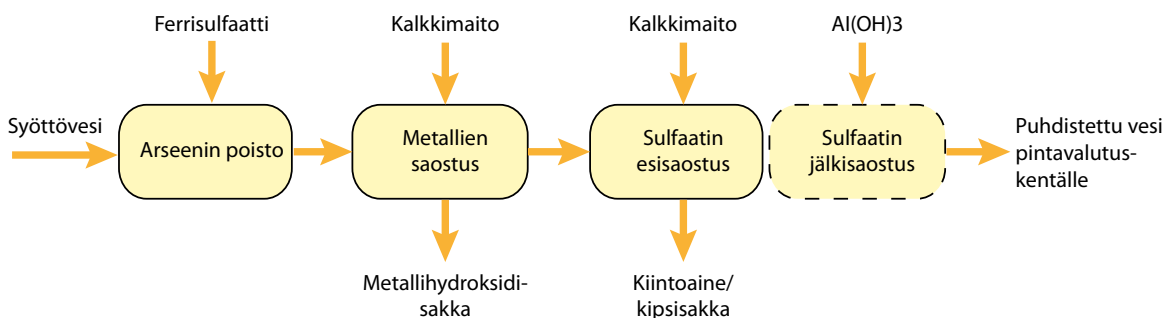 Ferrisulfaatti
Kalkkimaito
Kalkkimaito
Al(OH)3
Syöttövesi
Arseenin poisto
Metallien
saostus
Sulfaatin
esisaostus
Sulfaatin
jälkisaostus
Puhdistettu vesi
pintavalutus-
kentälle
Metallihydroksidi-
sakka
Kiintoaine/
kipsisakka